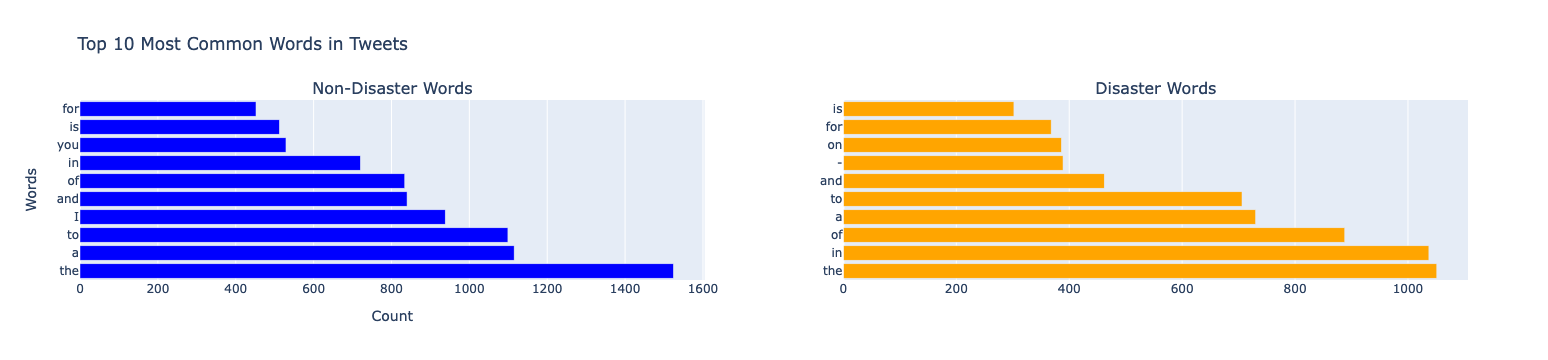 Top 10 Most Common Words in Tweets
Non-Disaster Words
Words
for
is
you
in
of
and
I
to
a
the
0 200 400 600 800 1000 1200 1400 1600
Count
Disaster Words
is
for
on
-
and
to
a
of
in
the
0 200 400 600 800 1000